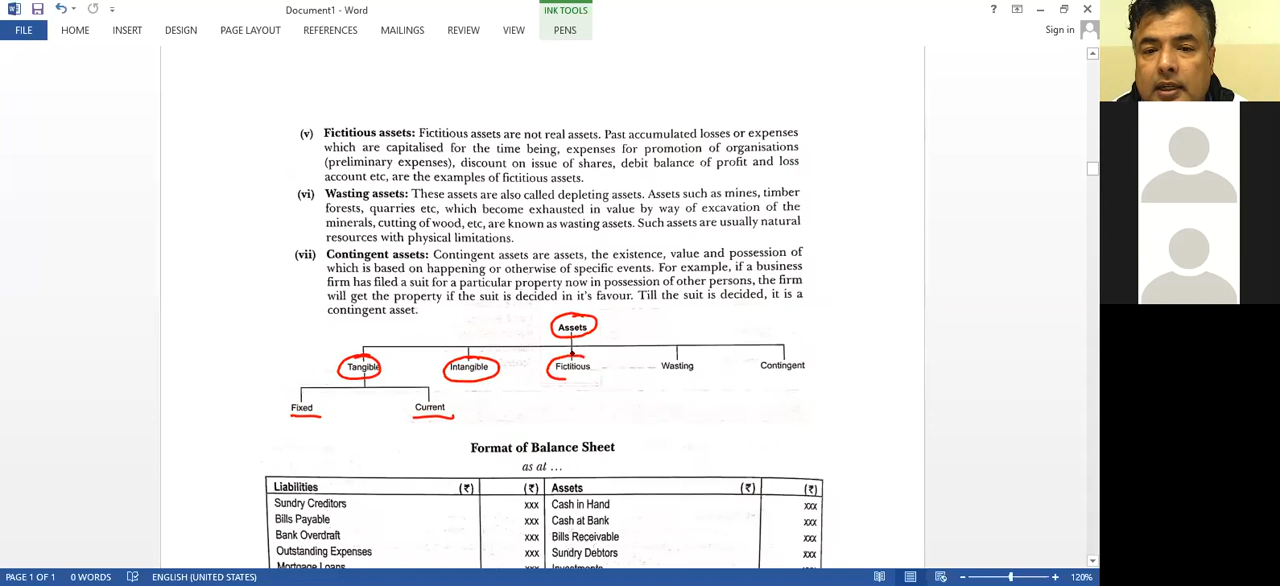 Document1 - Word
INK TOOLS
FILE
HOME
INSERT
DESIGN
PAGE LAYOUT
REFERENCES
MAILINGS
REVIEW
VIEW
PENS
Sign in
(v) Fictitious assets: Fictitious assets are not real assets. Past accumulated losses or expenses
which are capitalised for the time being, expenses for promotion of organisations
(preliminary expenses), discount on issue of shares, debit balance of profit and loss
account etc, are the examples of fictitious assets.
(vi) Wasting assets: These assets are also called depleting assets. Assets such as mines, timber
forests, quarries etc, which become exhausted in value by way of excavation of the
minerals, cutting of wood, etc, are known as wasting assets. Such assets are usually natural
resources with physical limitations.
(vii) Contingent assets: Contingent assets are assets, the existence, value and possession of
which is based on happening or otherwise of specific events. For example, if a business
firm has filed a suit for a particular property now in possession of other persons, the firm
will get the property if the suit is decided in it's favour. Till the suit is decided, it is a
contingent asset.
Assets
Tangible Intangible Fictitious Wasting Contingent
Fixed Current
Format of Balance Sheet
as at ...
Liabilities (₹) (₹) Assets (₹) (₹)
Sundry Creditors xxx Cash in Hand xxx
Bills Payable xxx Cash at Bank xxx
Bank Overdraft xxx Bills Receivable xxx
Outstanding Expenses xxx Sundry Debtors xxx
Mortgage Loans xxx Investments xxx
PAGE 1 OF 1
0 WORDS
ENGLISH (UNITED STATES)
120%